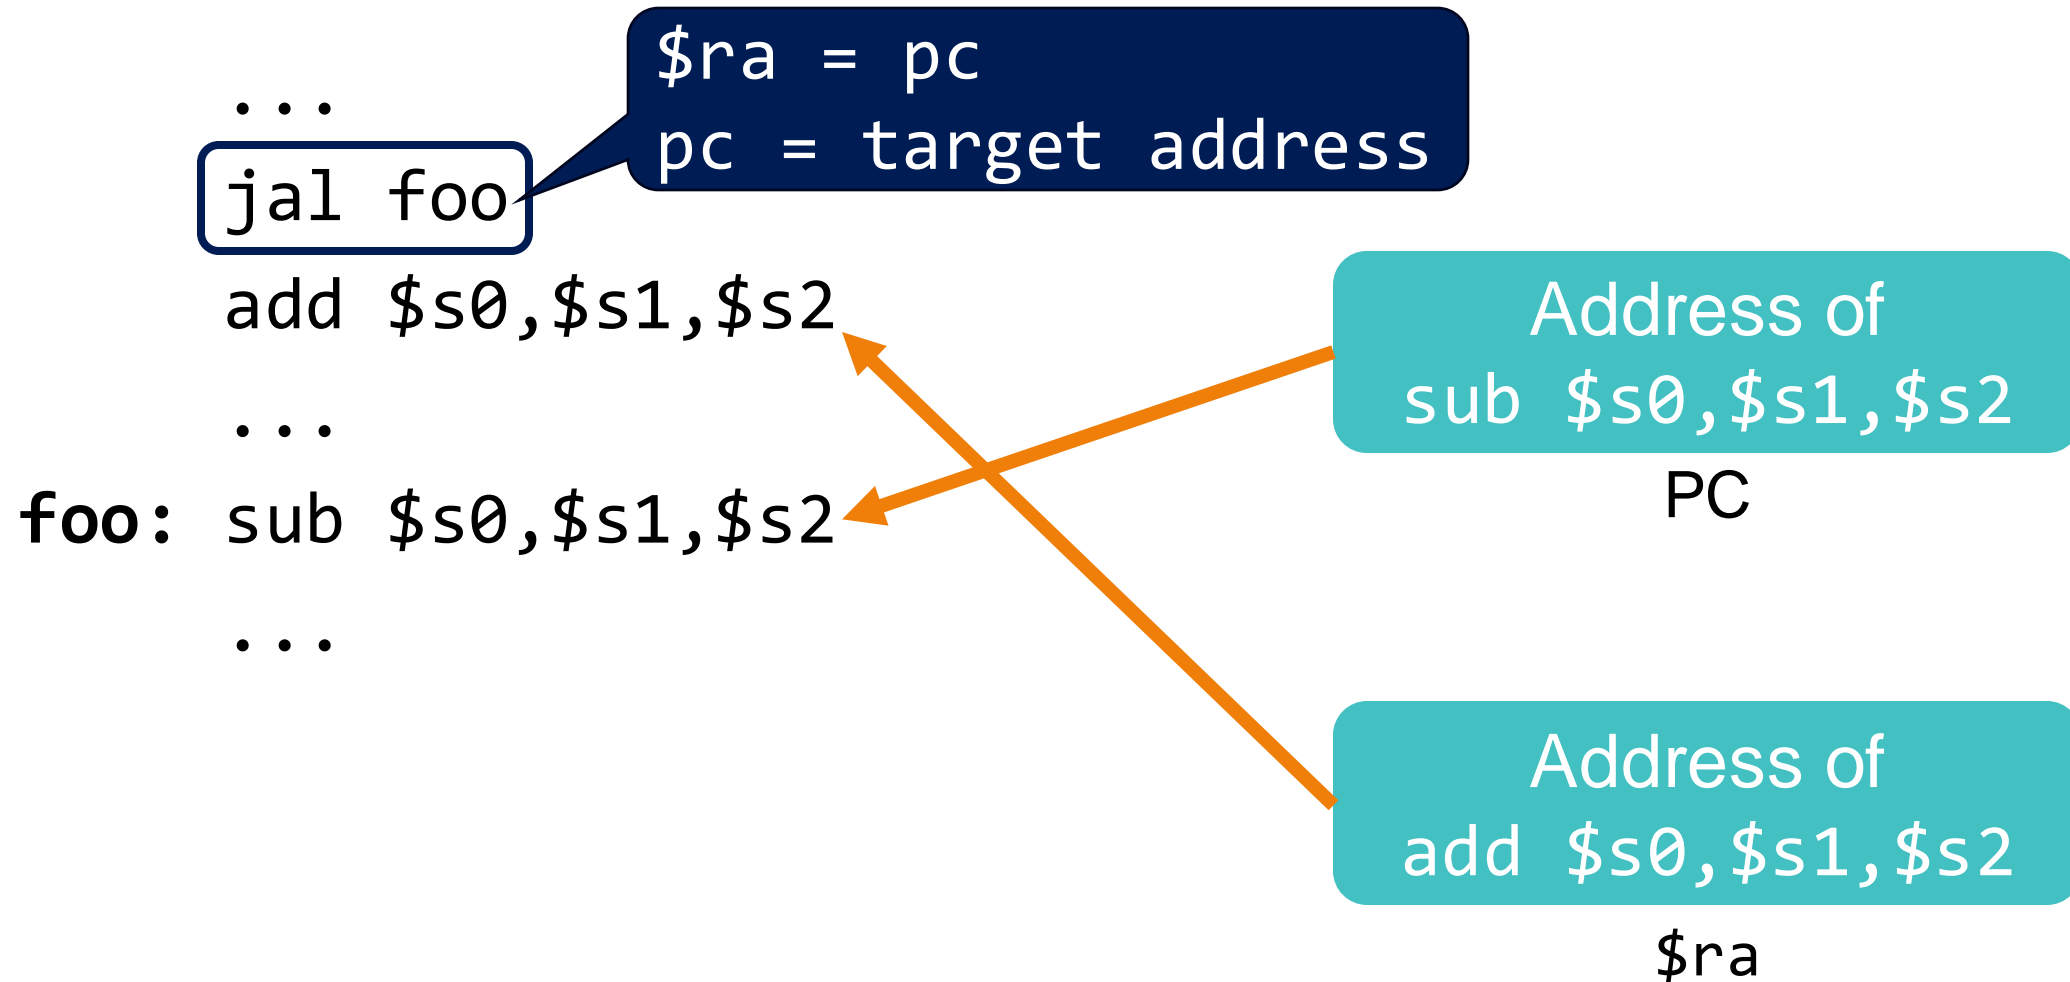 $ra = pc
pc = target address
...
jal foo
add $s0,$s1,$s2
...
foo: sub $s0,$s1,$s2
...
Address of
sub $s0,$s1,$s2
PC
Address of
add $s0,$s1,$s2
$ra